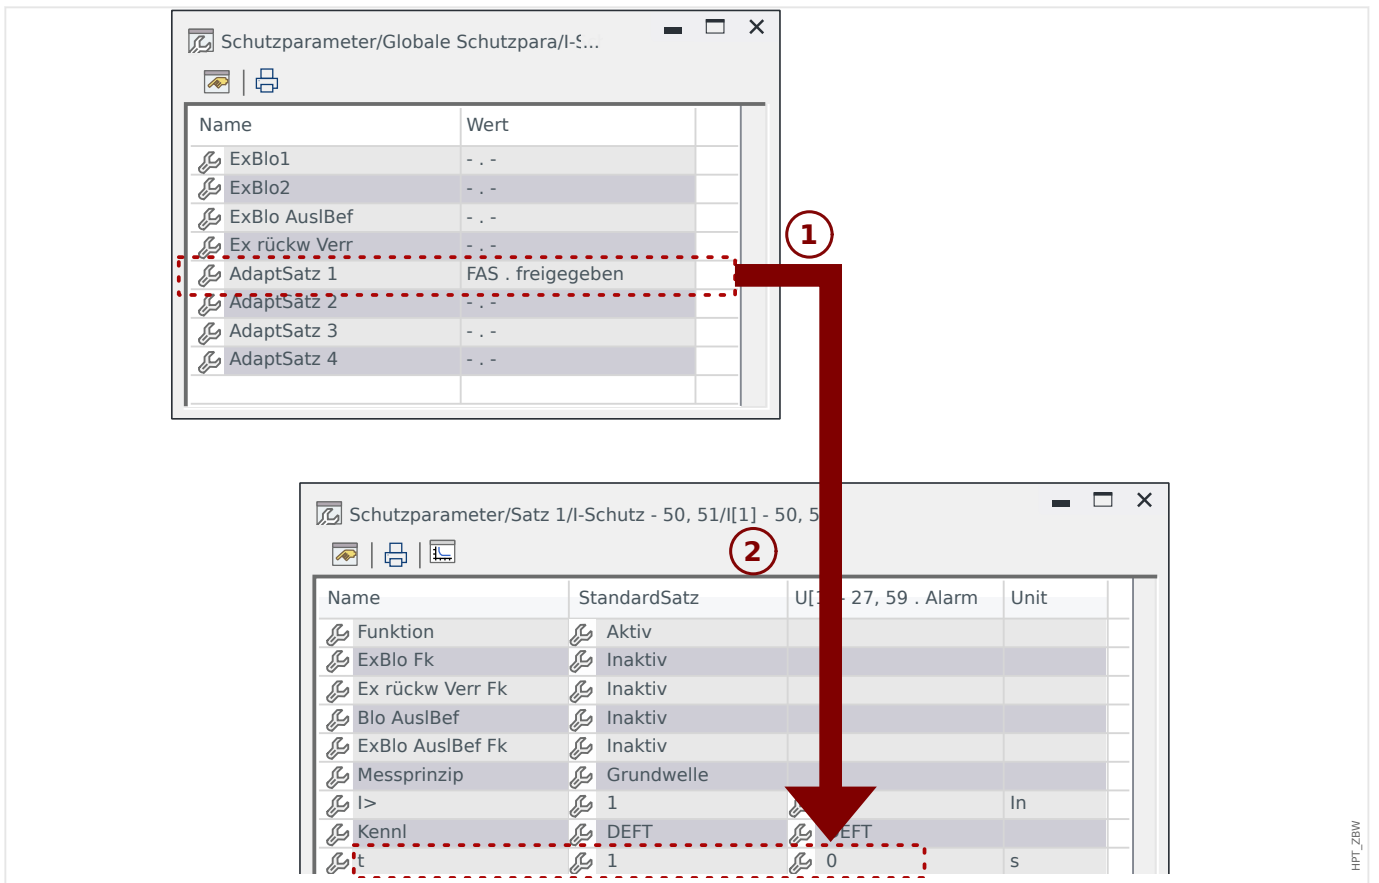 Schutzparameter/Globale Schutzpara/I-S...
Name Wert
ExBlo1 - . -
ExBlo2 - . -
ExBlo AuslBef - . -
Ex rückw Verr - . -
AdaptSatz 1 FAS . freigegeben
AdaptSatz 2 - . -
AdaptSatz 3 - . -
AdaptSatz 4 - . -
1
Schutzparameter/Satz 1/I-Schutz - 50, 51/I[1] - 50, 5
2
Name StandardSatz - 27, 59 . Alarm Unit
Funktion Aktiv
ExBlo Fk Inaktiv
Ex rückw Verr Fk Inaktiv
Blo AuslBef Inaktiv
ExBlo AuslBef Fk Inaktiv
Messprinzip Grundwelle
I> 1 In
Kennl DEFT DEFT
t 1 0 s
HPT_ZBW